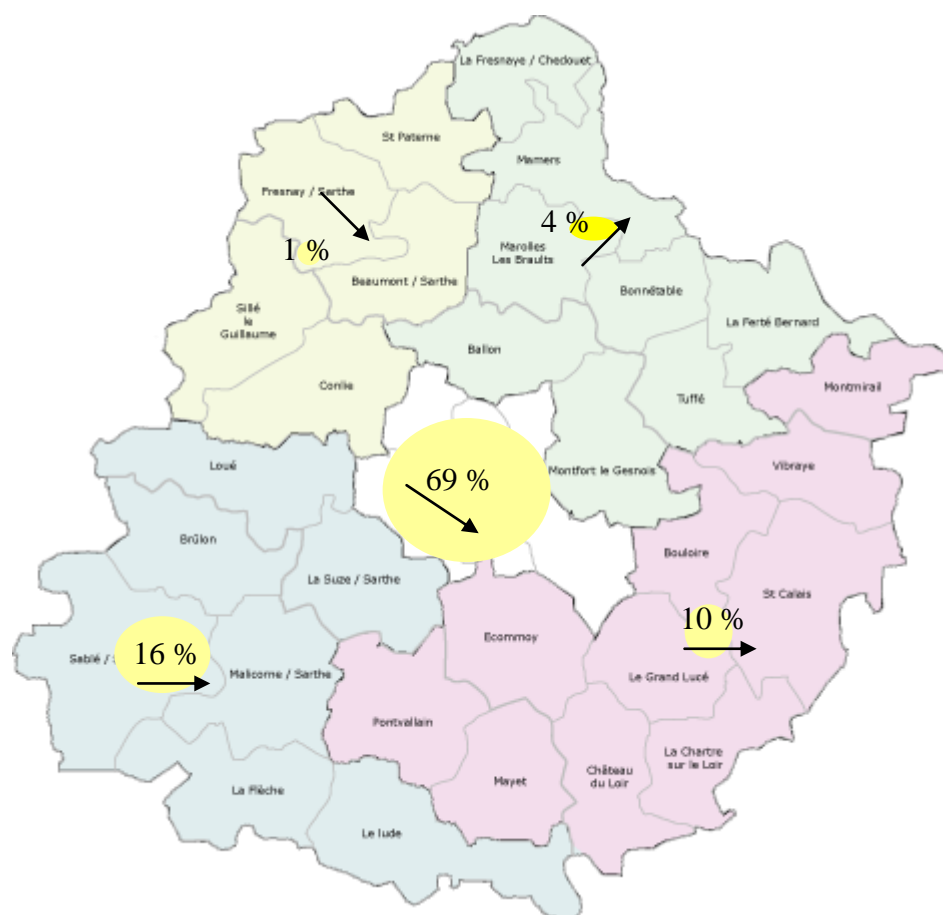 La Fresnaye / Chedouet
St Paterne
Mamers
Fresnay / Sarthe
4 %
1 %
Marolles
Les Braults
Beaumont / Sarthe
Bonnétable
Sillé
le
Guillaume
La Ferté Bernard
Ballon
Conlie
Montmirail
Tuffé
Loué
69 %
Montfort le Gesnois
Vibraye
Brûlon
Bouloire
La Suze / Sarthe
St Calais
10 %
Ecommoy
16 %
Sablé /
Malicorne / Sarthe
Le Grand Lucé
Pontvallain
La Chartre
sur le Loir
Mayet
Château
du Loir
La Flèche
Le lude